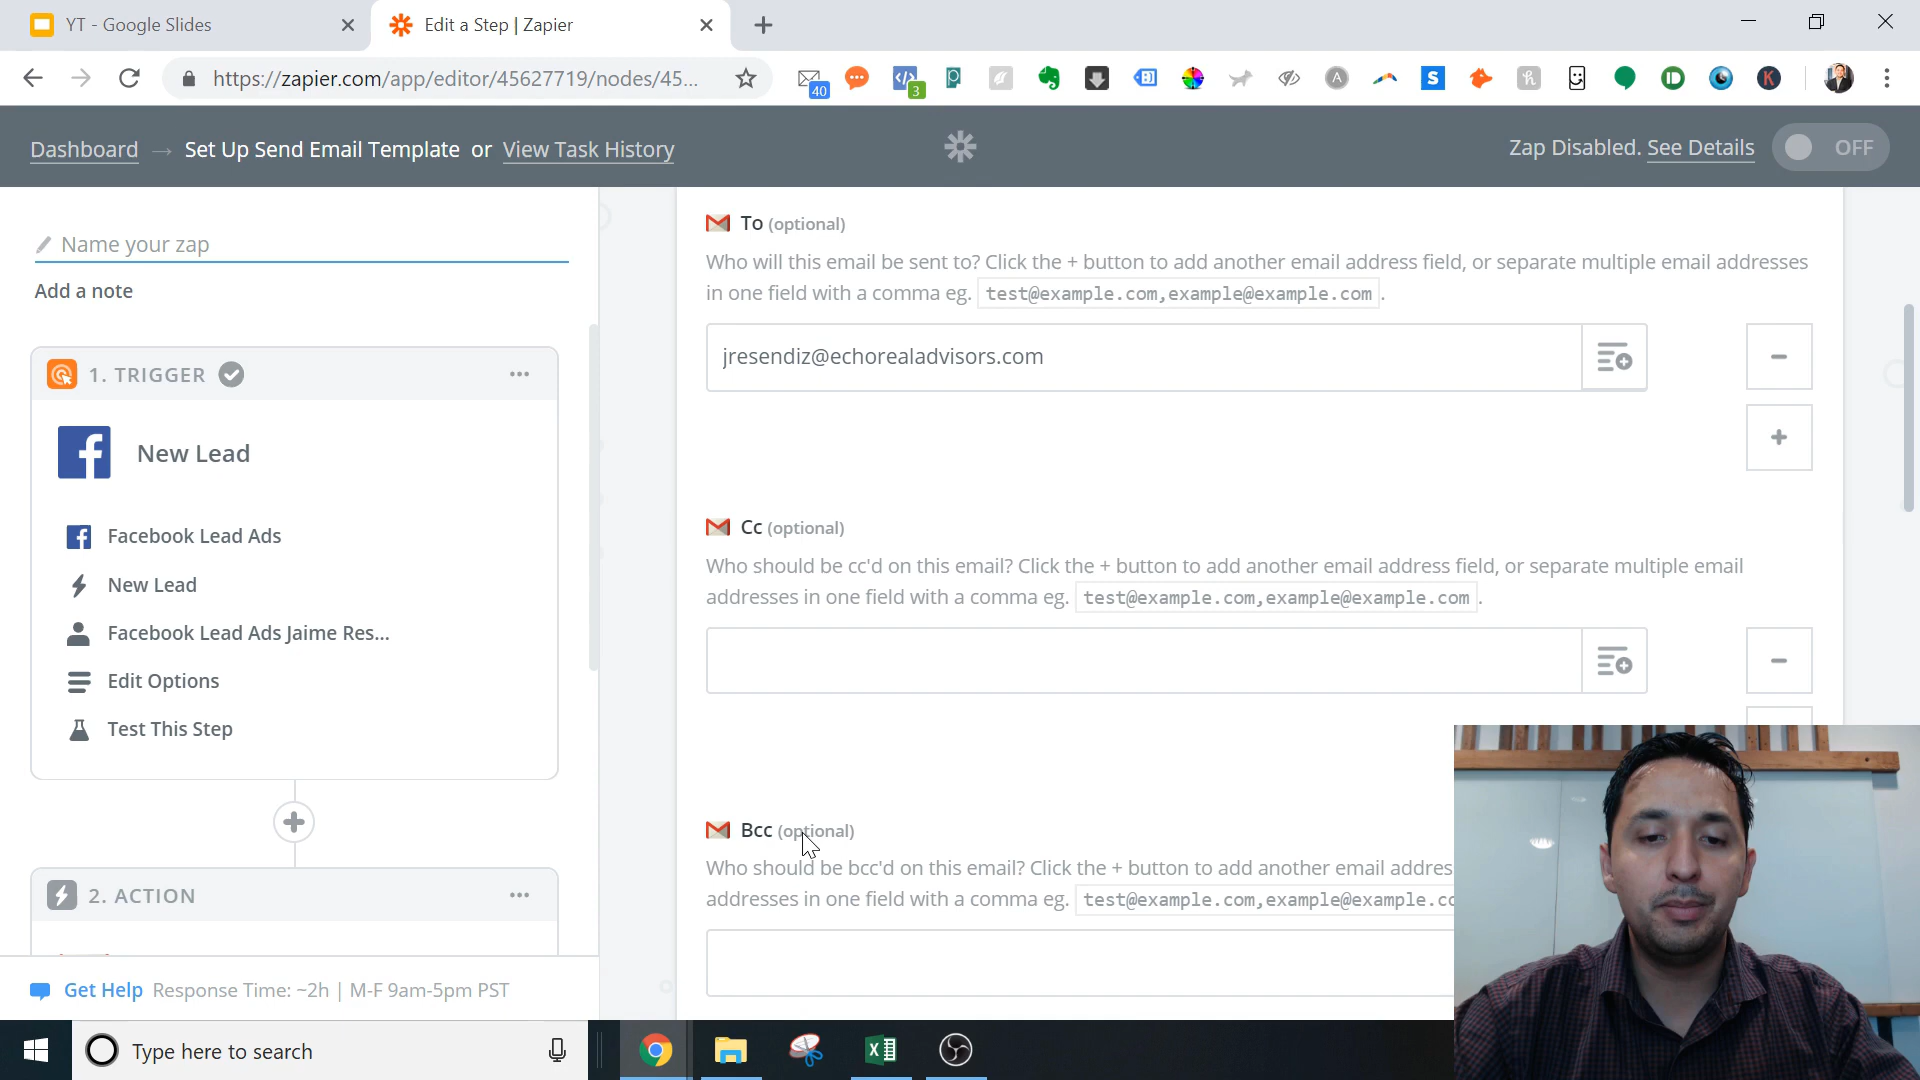 YT - Google Slides
Edit a Step | Zapier
https://zapier.com/app/editor/45627719/nodes/45...
40
3
Dashboard → Set Up Send Email Template or View Task History
Zap Disabled. See Details
OFF
Name your zap
Add a note
1. TRIGGER
New Lead
Facebook Lead Ads
New Lead
Facebook Lead Ads Jaime Res...
Edit Options
Test This Step
2. ACTION
Get Help Response Time: ~2h | M-F 9am-5pm PST
To (optional)
Who will this email be sent to? Click the + button to add another email address field, or separate multiple email addresses
in one field with a comma eg. test@example.com,example@example.com .
jresendiz@echorealadvisors.com
Cc (optional)
Who should be cc'd on this email? Click the + button to add another email address field, or separate multiple email
addresses in one field with a comma eg. test@example.com,example@example.com .
Bcc (optional)
Who should be bcc'd on this email? Click the + button to add another email addres
addresses in one field with a comma eg. test@example.com,example@example.co
Type here to search